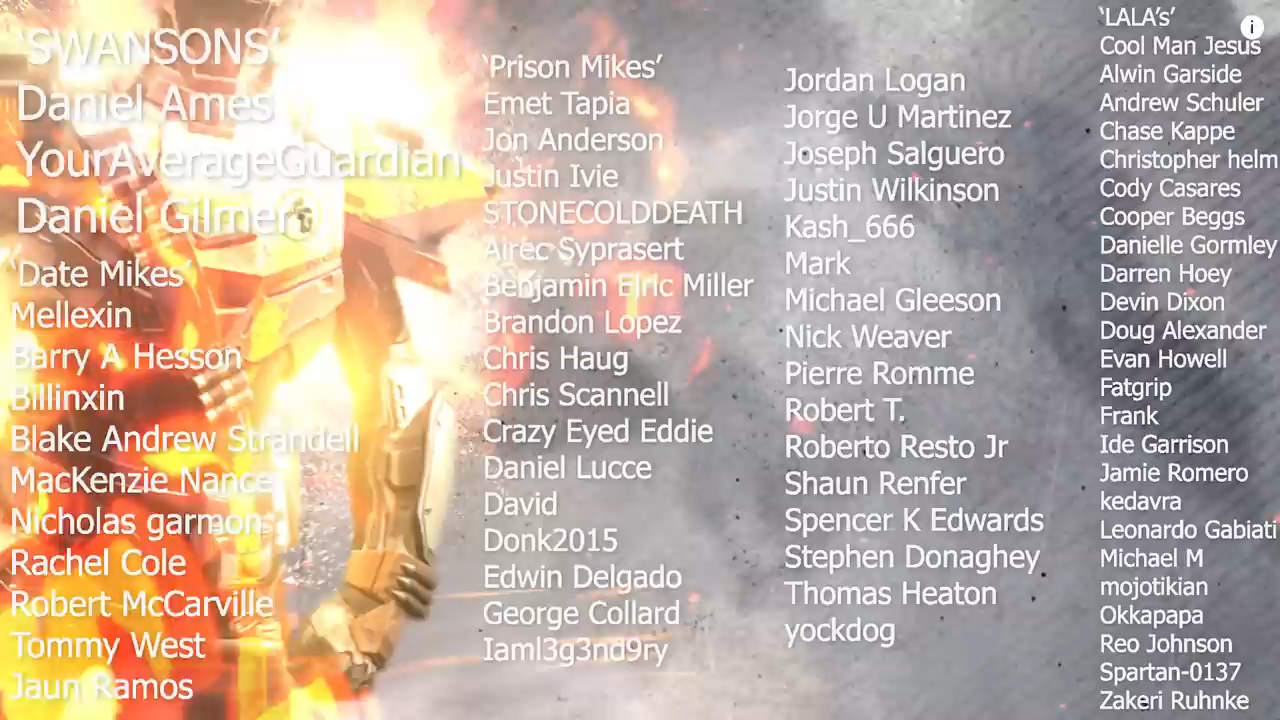 ‘SWANSONS’
Daniel Ames
YourAverageGuardian
Daniel Gilmer
‘Date Mikes’
Mellexin
Barry A Hesson
Billinxin
Blake Andrew Strandell
MacKenzie Nance
Nicholas garmon
Rachel Cole
Robert McCarville
Tommy West
Jaun Ramos
‘Prison Mikes’
Emet Tapia
Jon Anderson
Justin Ivie
STONECOLDDEATH
Airec Syprasert
Benjamin Elric Miller
Brandon Lopez
Chris Haug
Chris Scannell
Crazy Eyed Eddie
Daniel Lucce
David
Donk2015
Edwin Delgado
George Collard
Iaml3g3nd9ry
Jordan Logan
Jorge U Martinez
Joseph Salguero
Justin Wilkinson
Kash_666
Mark
Michael Gleeson
Nick Weaver
Pierre Romme
Robert T.
Roberto Resto Jr
Shaun Renfer
Spencer K Edwards
Stephen Donaghey
Thomas Heaton
yockdog
‘LALA’s’
Cool Man Jesus
Alwin Garside
Andrew Schuler
Chase Kappe
Christopher helm
Cody Casares
Cooper Beggs
Danielle Gormley
Darren Hoey
Devin Dixon
Doug Alexander
Evan Howell
Fatgrip
Frank
Ide Garrison
Jamie Romero
kedavra
Leonardo Gabiati
Michael M
mojotikian
Okkapapa
Reo Johnson
Spartan-0137
Zakeri Ruhnke